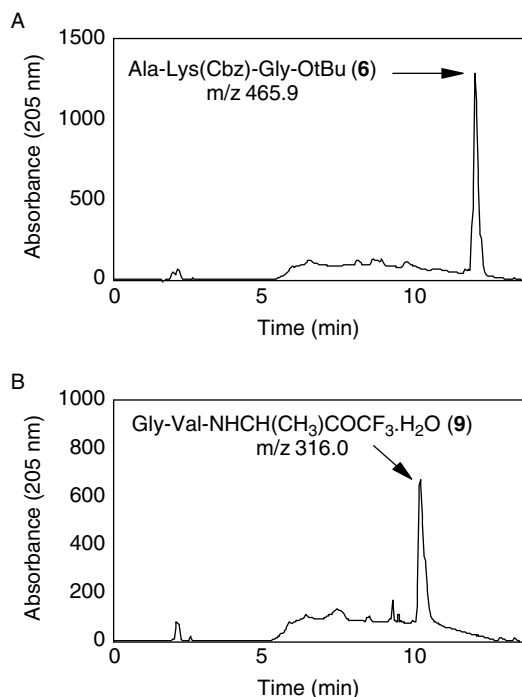 A
1500
Ala-Lys(Cbz)-Gly-OtBu (6)
m/z 465.9
1000
500
0
0 5 10
Absorbance (205 nm)
Time (min)
B
1000
Gly-Val-NHCH(CH₃)COCF₃.H₂O (9)
m/z 316.0
800
600
400
200
0
0 5 10
Absorbance (205 nm)
Time (min)